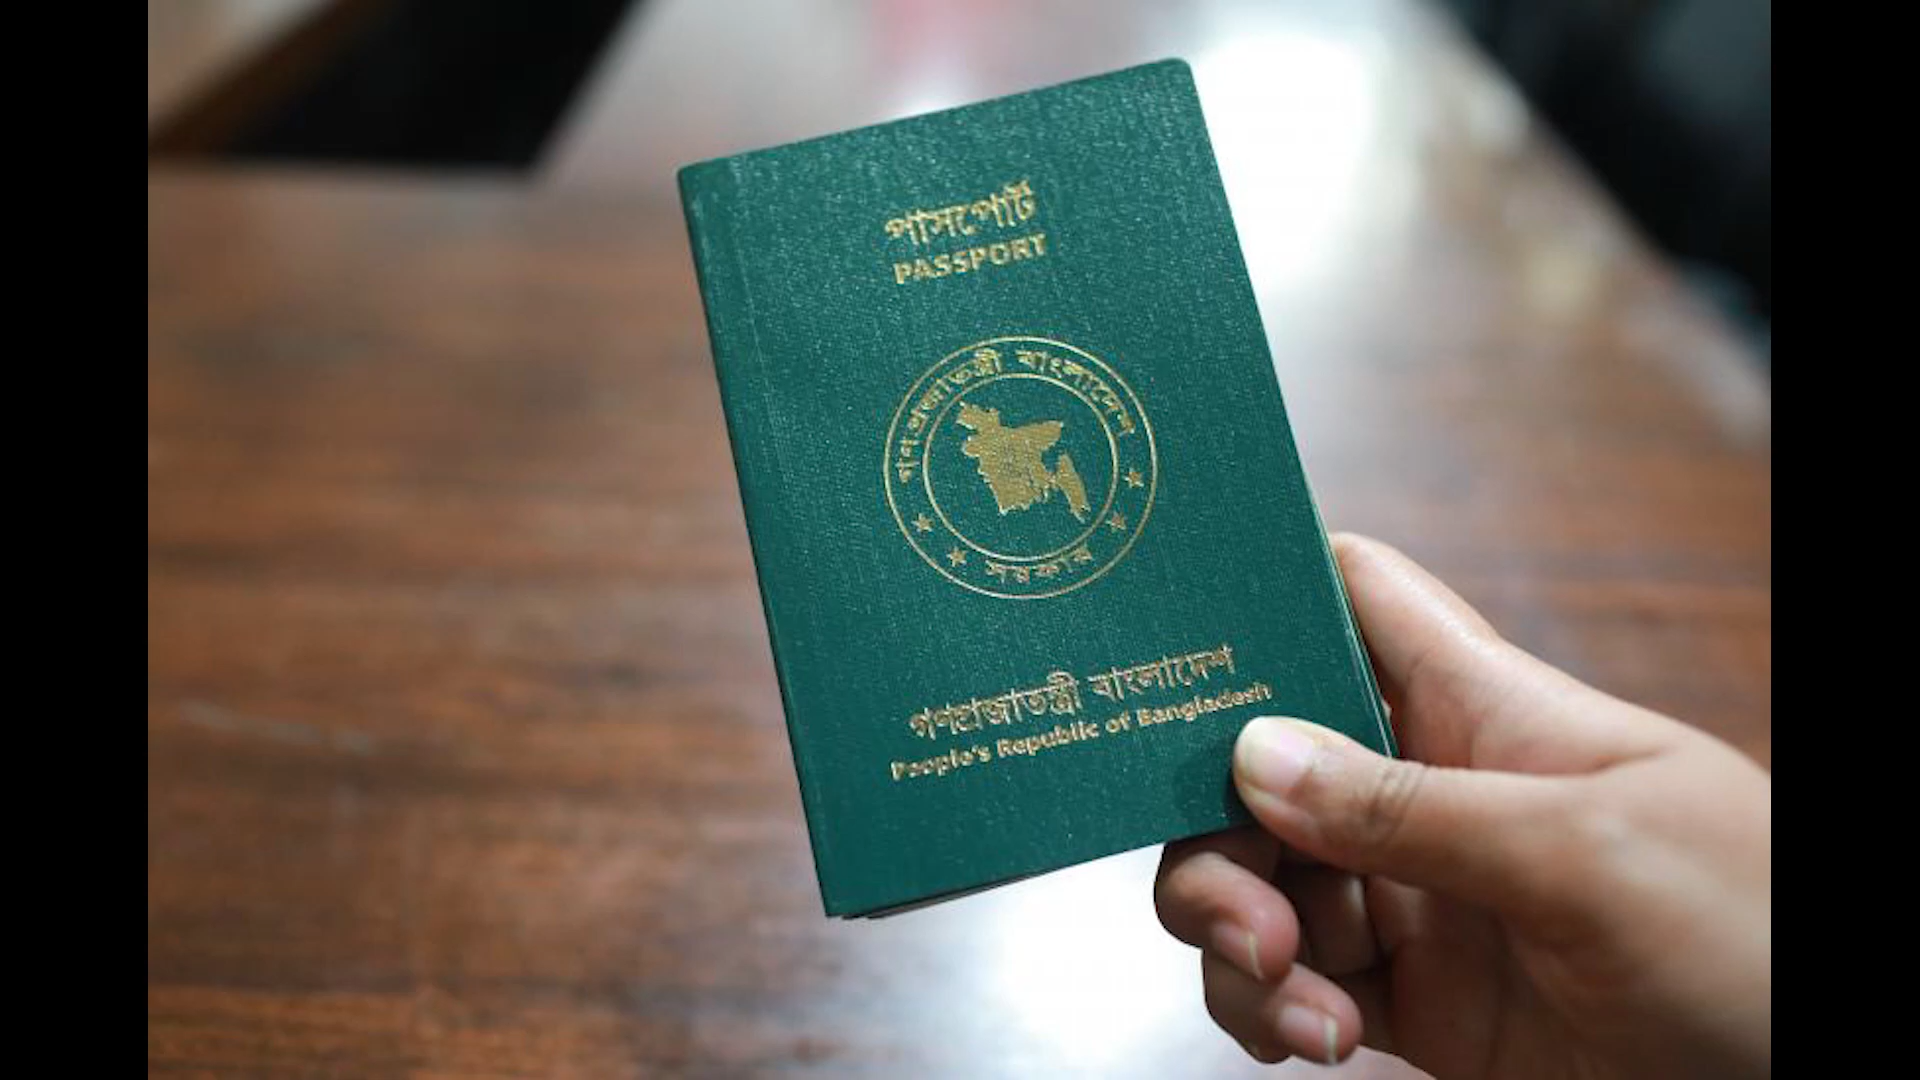 পাসপোর্ট
PASSPORT
গণপ্রজাতন্ত্রী বাংলাদেশ
সরকার
গণপ্রজাতন্ত্রী বাংলাদেশ
People's Republic of Bangladesh